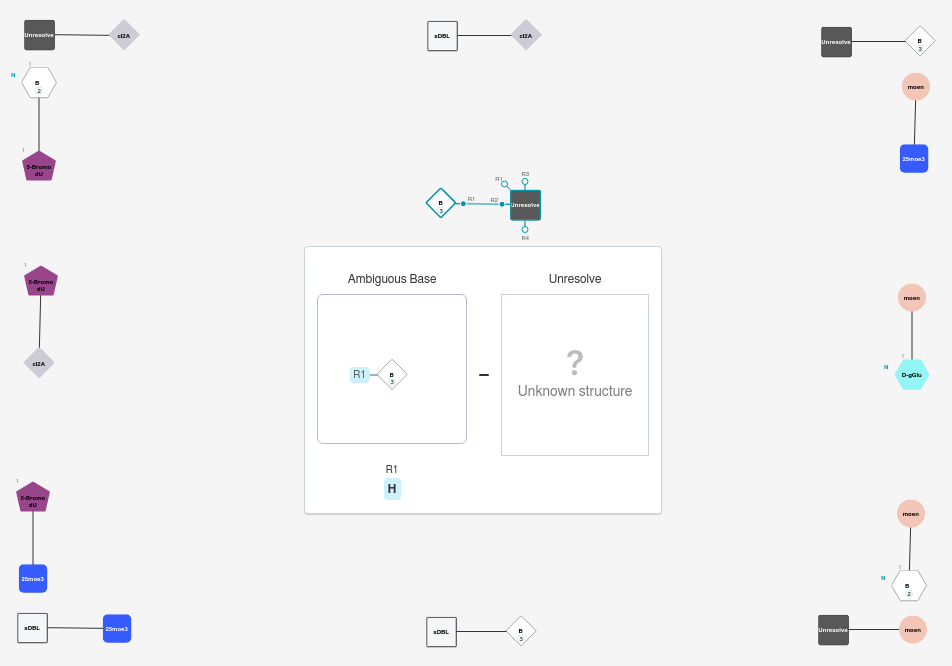 Unresolve
cl2A
sDBL
cl2A
Unresolve
B
3
1
N
B
2
moen
1
5-Bromo
dU
25moe3
R1
R3
B
3
R1
R2
Unresolve
R4
Ambiguous Base
Unresolve
1
5-Bromo
dU
moen
cl2A
?
Unknown structure
R1
B
3
–
1
N
D-gGlu
R1
H
1
5-Bromo
dU
moen
25moe3
1
N
B
2
sDBL
25moe3
sDBL
B
3
Unresolve
moen